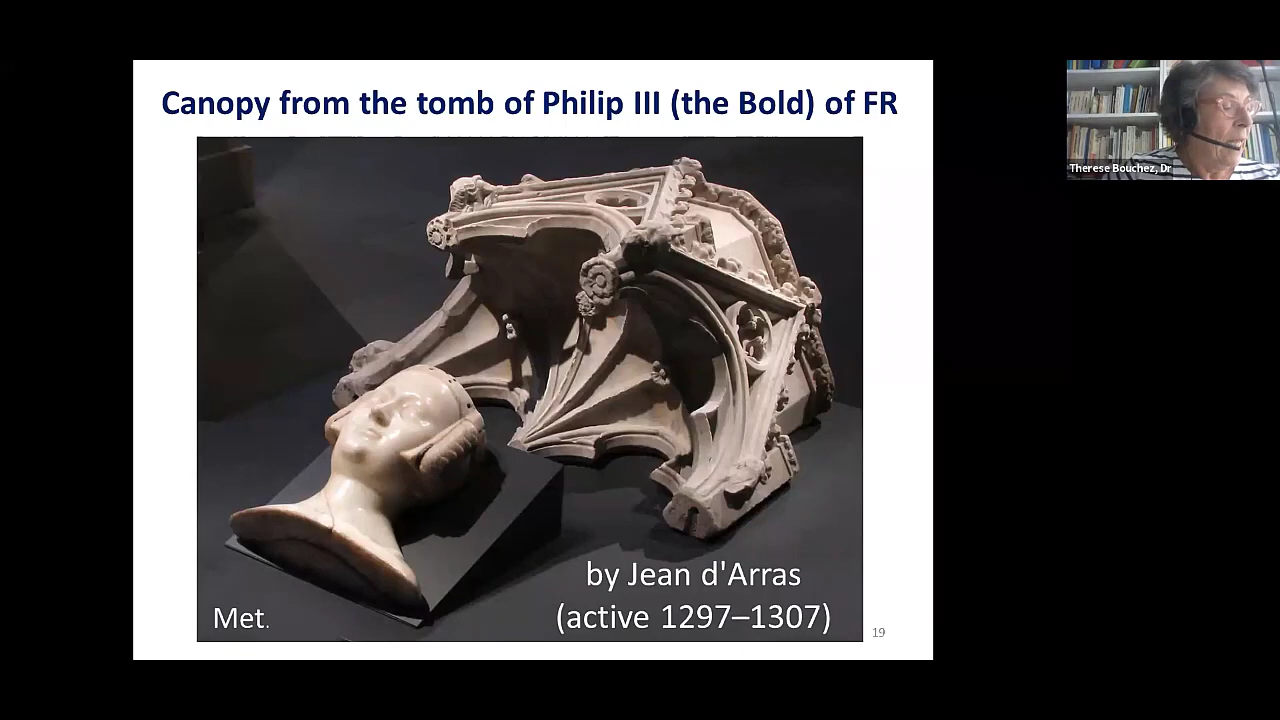 Canopy from the tomb of Philip III (the Bold) of FR
Therese Bouchez, Dr
by Jean d'Arras
(active 1297–1307)
Met.
19